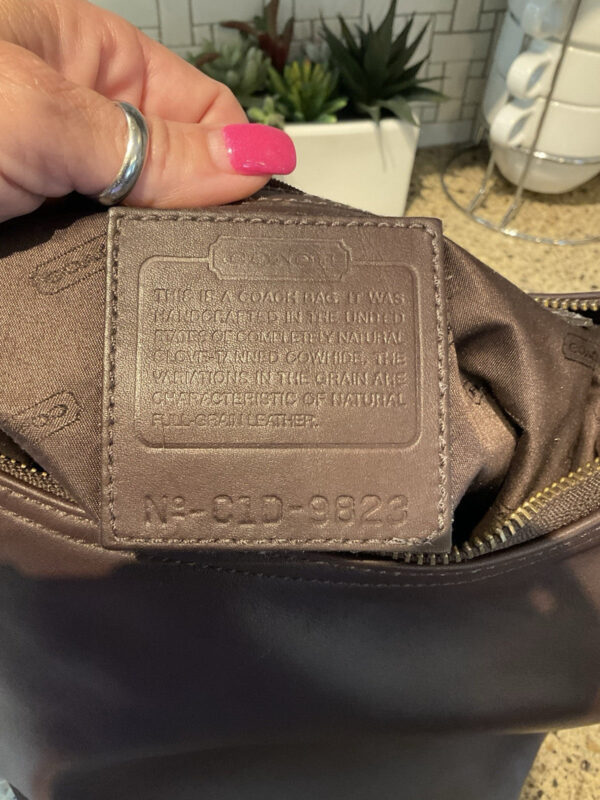 COACH
THIS IS A COACH BAG. IT WAS
HANDCRAFTED IN THE UNITED
STATES OF COMPLETELY NATURAL
GLOVE-TANNED COWHIDE. THE
VARIATIONS IN THE GRAIN ARE
CHARACTERISTIC OF NATURAL
FULL-GRAIN LEATHER.
Nº-C1D-9823